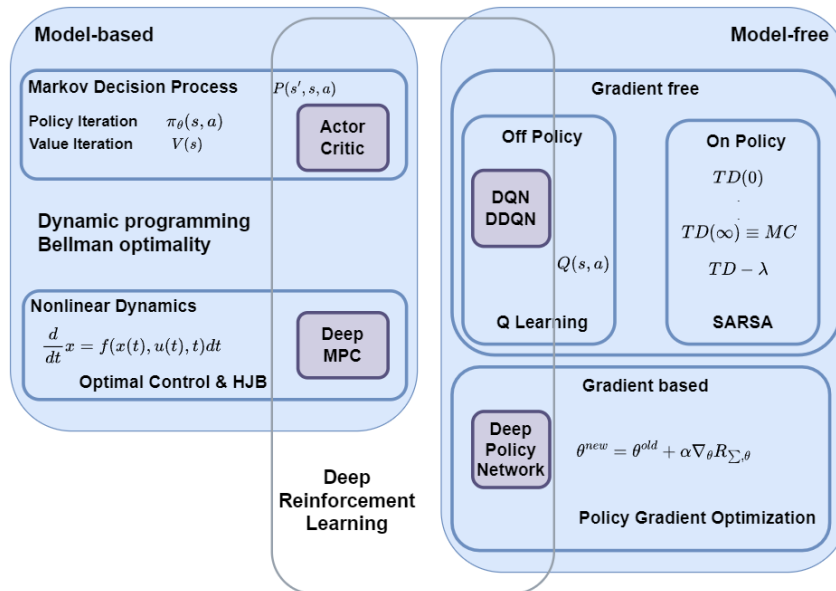 Model-based
Markov Decision Process
P(s′, s, a)
Policy Iteration π_θ(s, a)
Value Iteration V(s)
Actor
Critic
Dynamic programming
Bellman optimality
Nonlinear Dynamics
d/dt x = f(x(t), u(t), t)dt
Optimal Control & HJB
Deep
MPC
Deep
Reinforcement
Learning
Model-free
Gradient free
Off Policy
DQN
DDQN
Q(s, a)
Q Learning
On Policy
TD(0)
.
.
TD(∞) ≡ MC
TD − λ
SARSA
Gradient based
Deep
Policy
Network
θ^{new} = θ^{old} + α∇_θ R_{∑,θ}
Policy Gradient Optimization